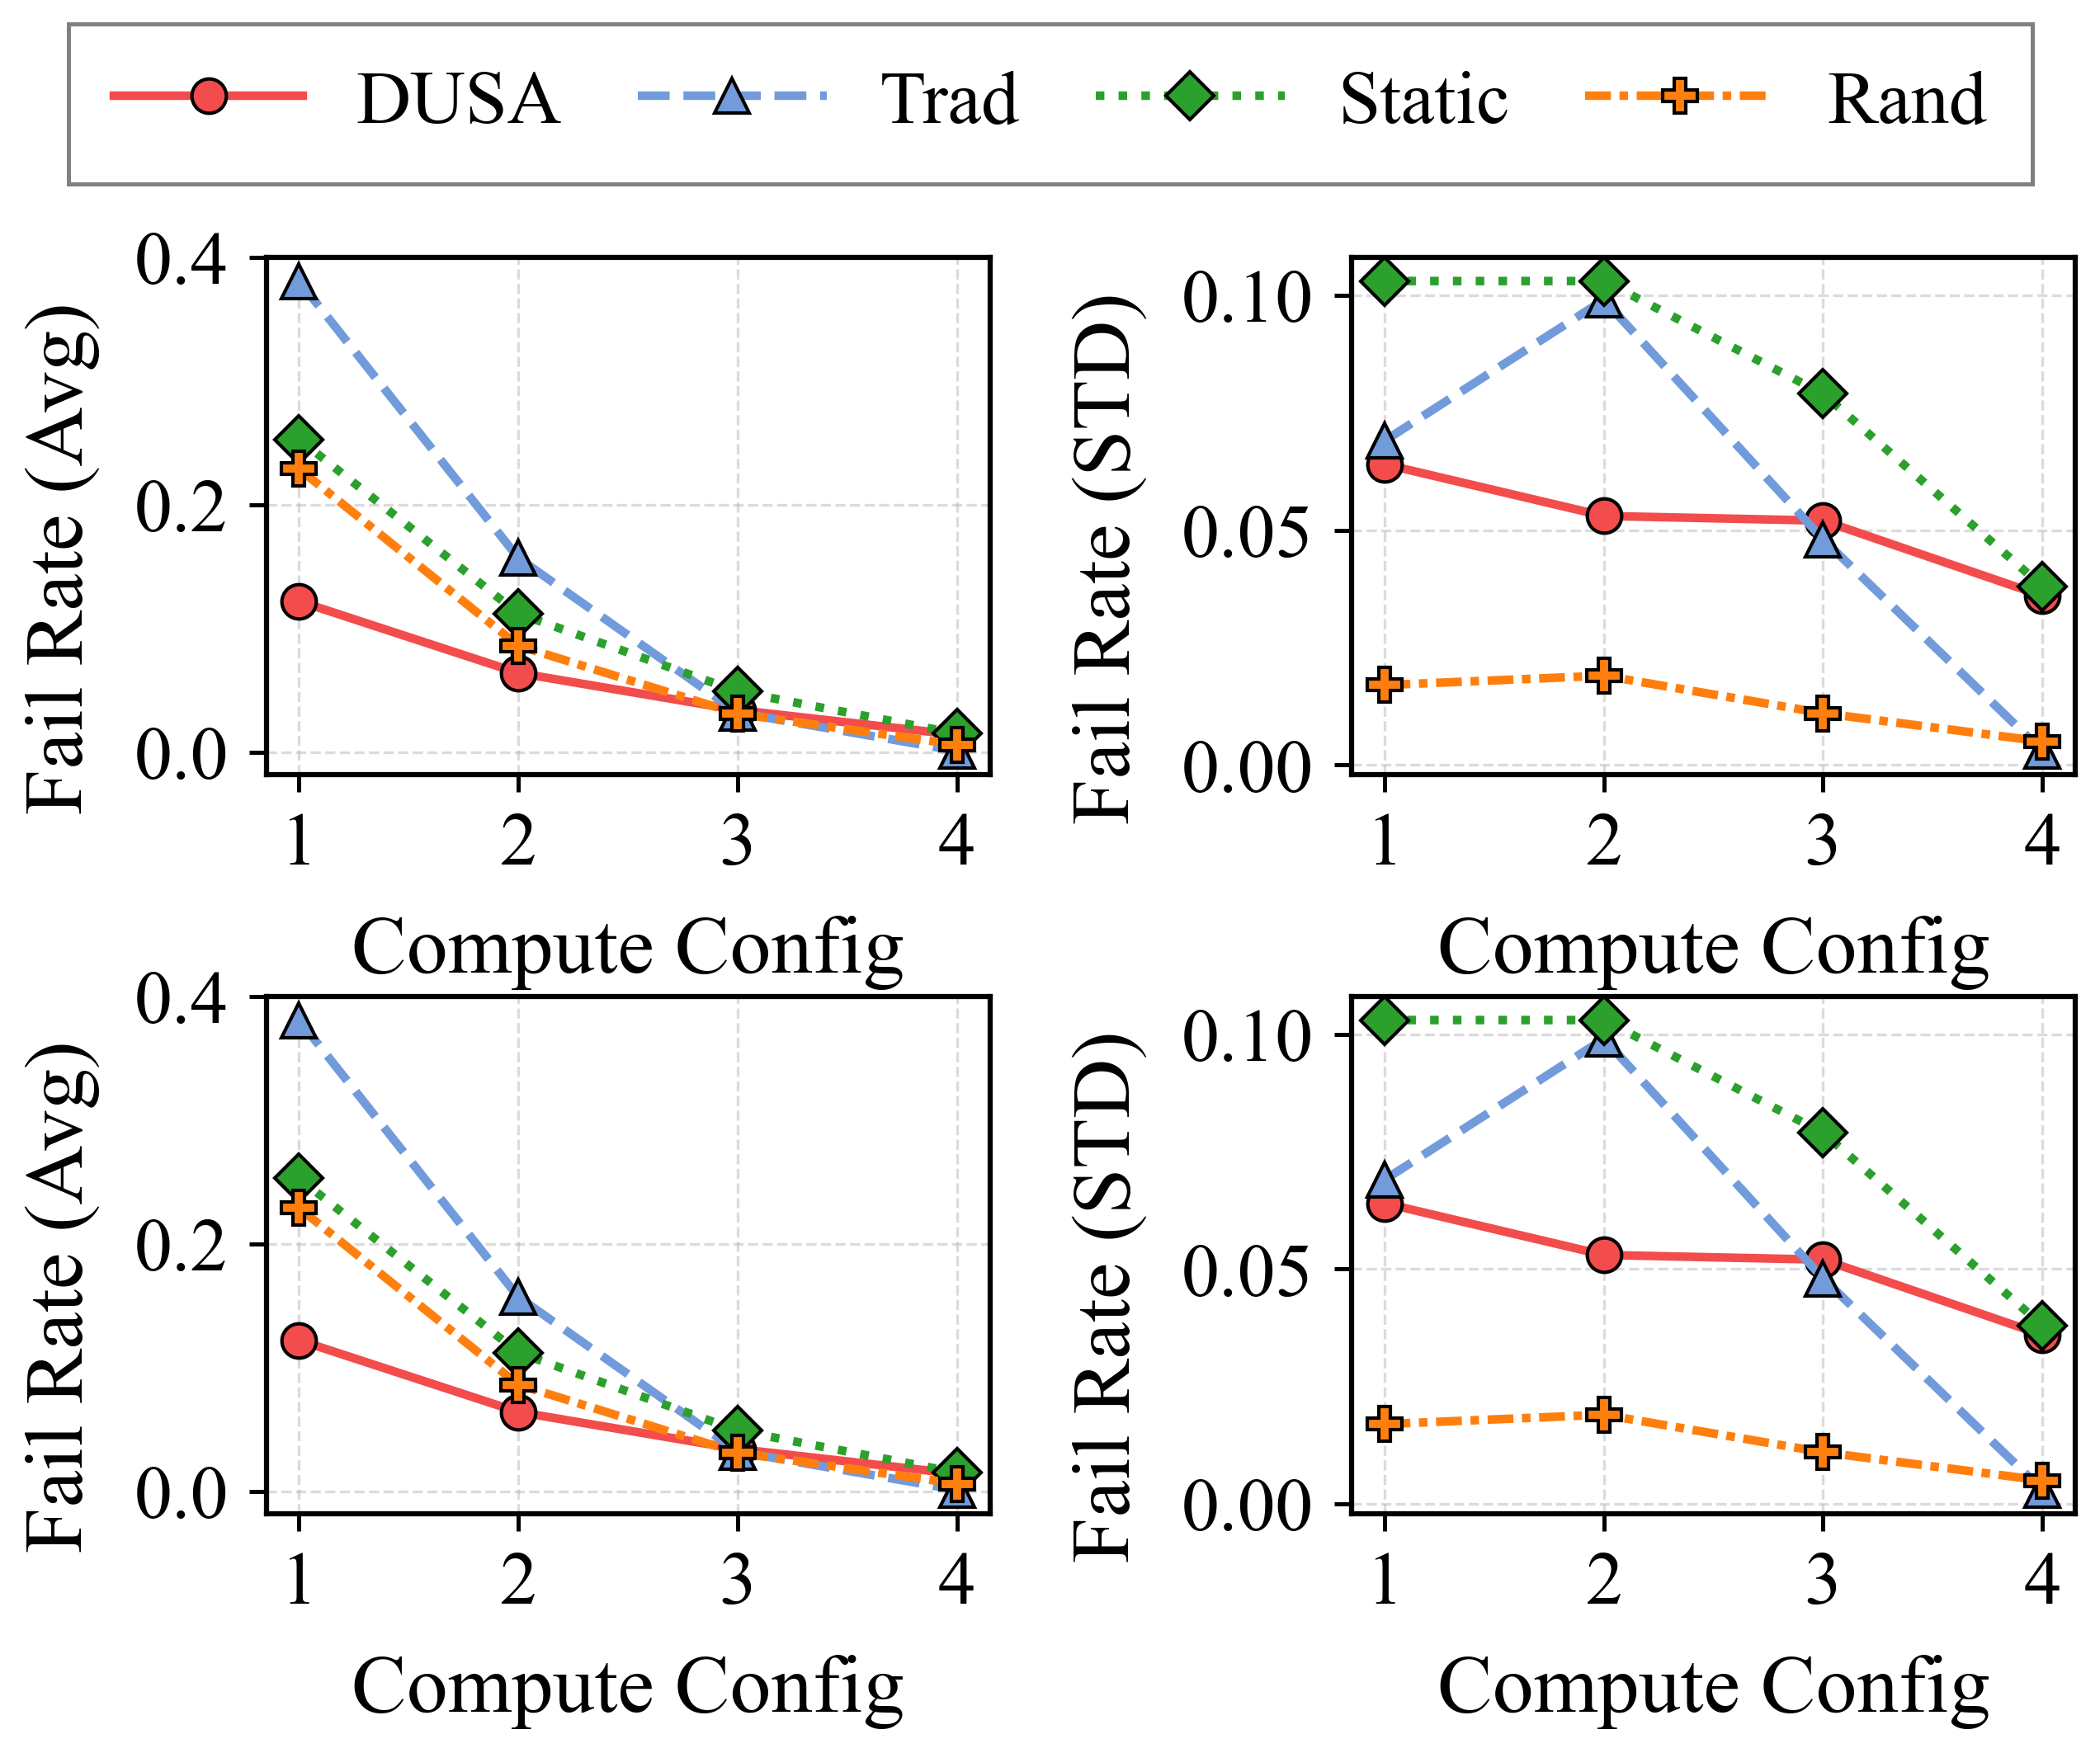 DUSA Trad Static Rand
Fail Rate (Avg)
0.4
0.2
0.0
1 2 3 4
Compute Config
Fail Rate (STD)
0.10
0.05
0.00
1 2 3 4
Compute Config
Fail Rate (Avg)
0.4
0.2
0.0
1 2 3 4
Compute Config
Fail Rate (STD)
0.10
0.05
0.00
1 2 3 4
Compute Config